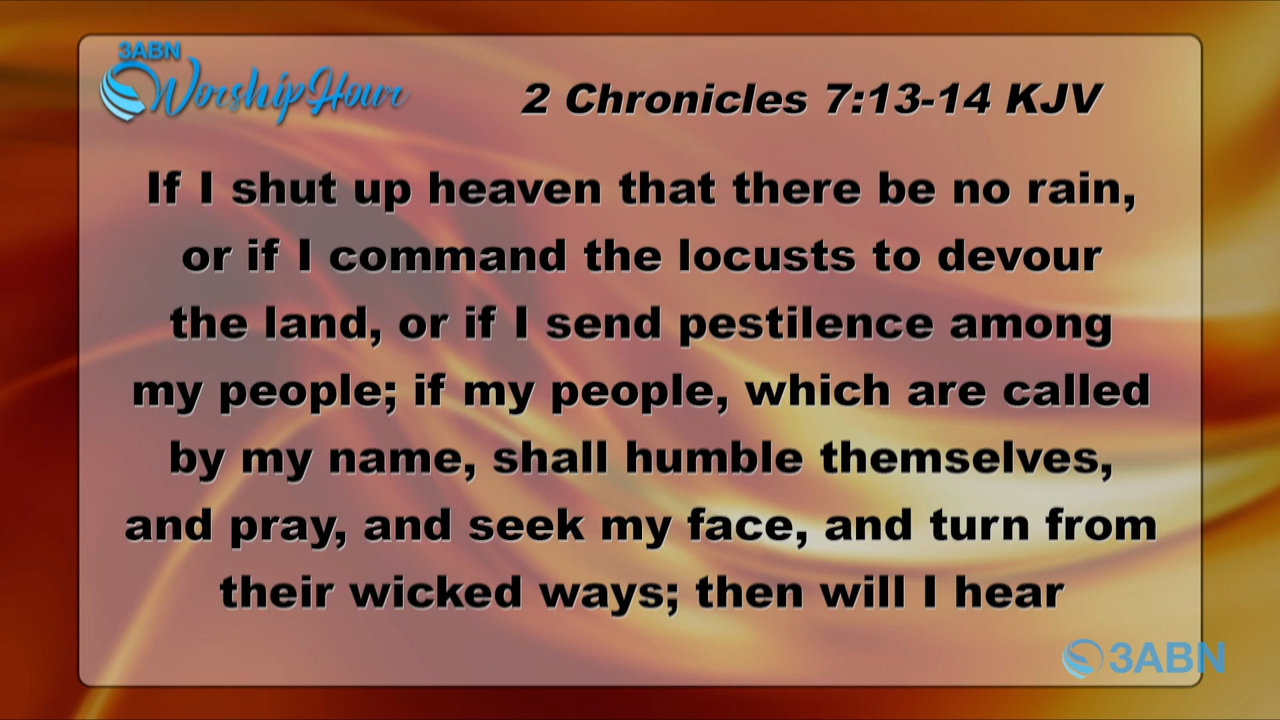 3ABN
Worship Hour
2 Chronicles 7:13-14 KJV
If I shut up heaven that there be no rain,
or if I command the locusts to devour
the land, or if I send pestilence among
my people; if my people, which are called
by my name, shall humble themselves,
and pray, and seek my face, and turn from
their wicked ways; then will I hear
3ABN